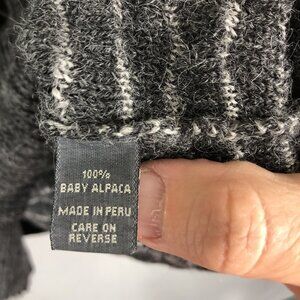 100%
BABY ALPACA
MADE IN PERU
CARE ON
REVERSE